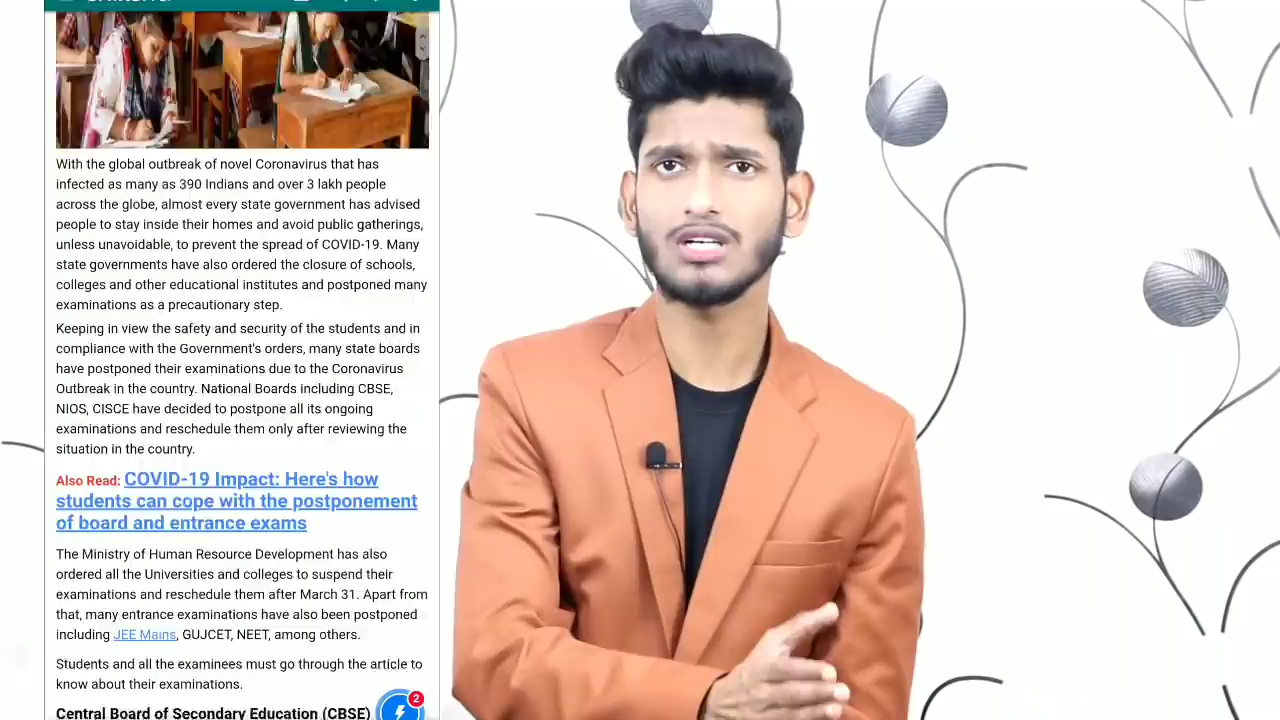 With the global outbreak of novel Coronavirus that has
infected as many as 390 Indians and over 3 lakh people
across the globe, almost every state government has advised
people to stay inside their homes and avoid public gatherings,
unless unavoidable, to prevent the spread of COVID-19. Many
state governments have also ordered the closure of schools,
colleges and other educational institutes and postponed many
examinations as a precautionary step.
Keeping in view the safety and security of the students and in
compliance with the Government's orders, many state boards
have postponed their examinations due to the Coronavirus
Outbreak in the country. National Boards including CBSE,
NIOS, CISCE have decided to postpone all its ongoing
examinations and reschedule them only after reviewing the
situation in the country.
Also Read: COVID-19 Impact: Here's how
students can cope with the postponement
of board and entrance exams
The Ministry of Human Resource Development has also
ordered all the Universities and colleges to suspend their
examinations and reschedule them after March 31. Apart from
that, many entrance examinations have also been postponed
including JEE Mains, GUJCET, NEET, among others.
Students and all the examinees must go through the article to
know about their examinations.
2
Central Board of Secondary Education (CBSE)